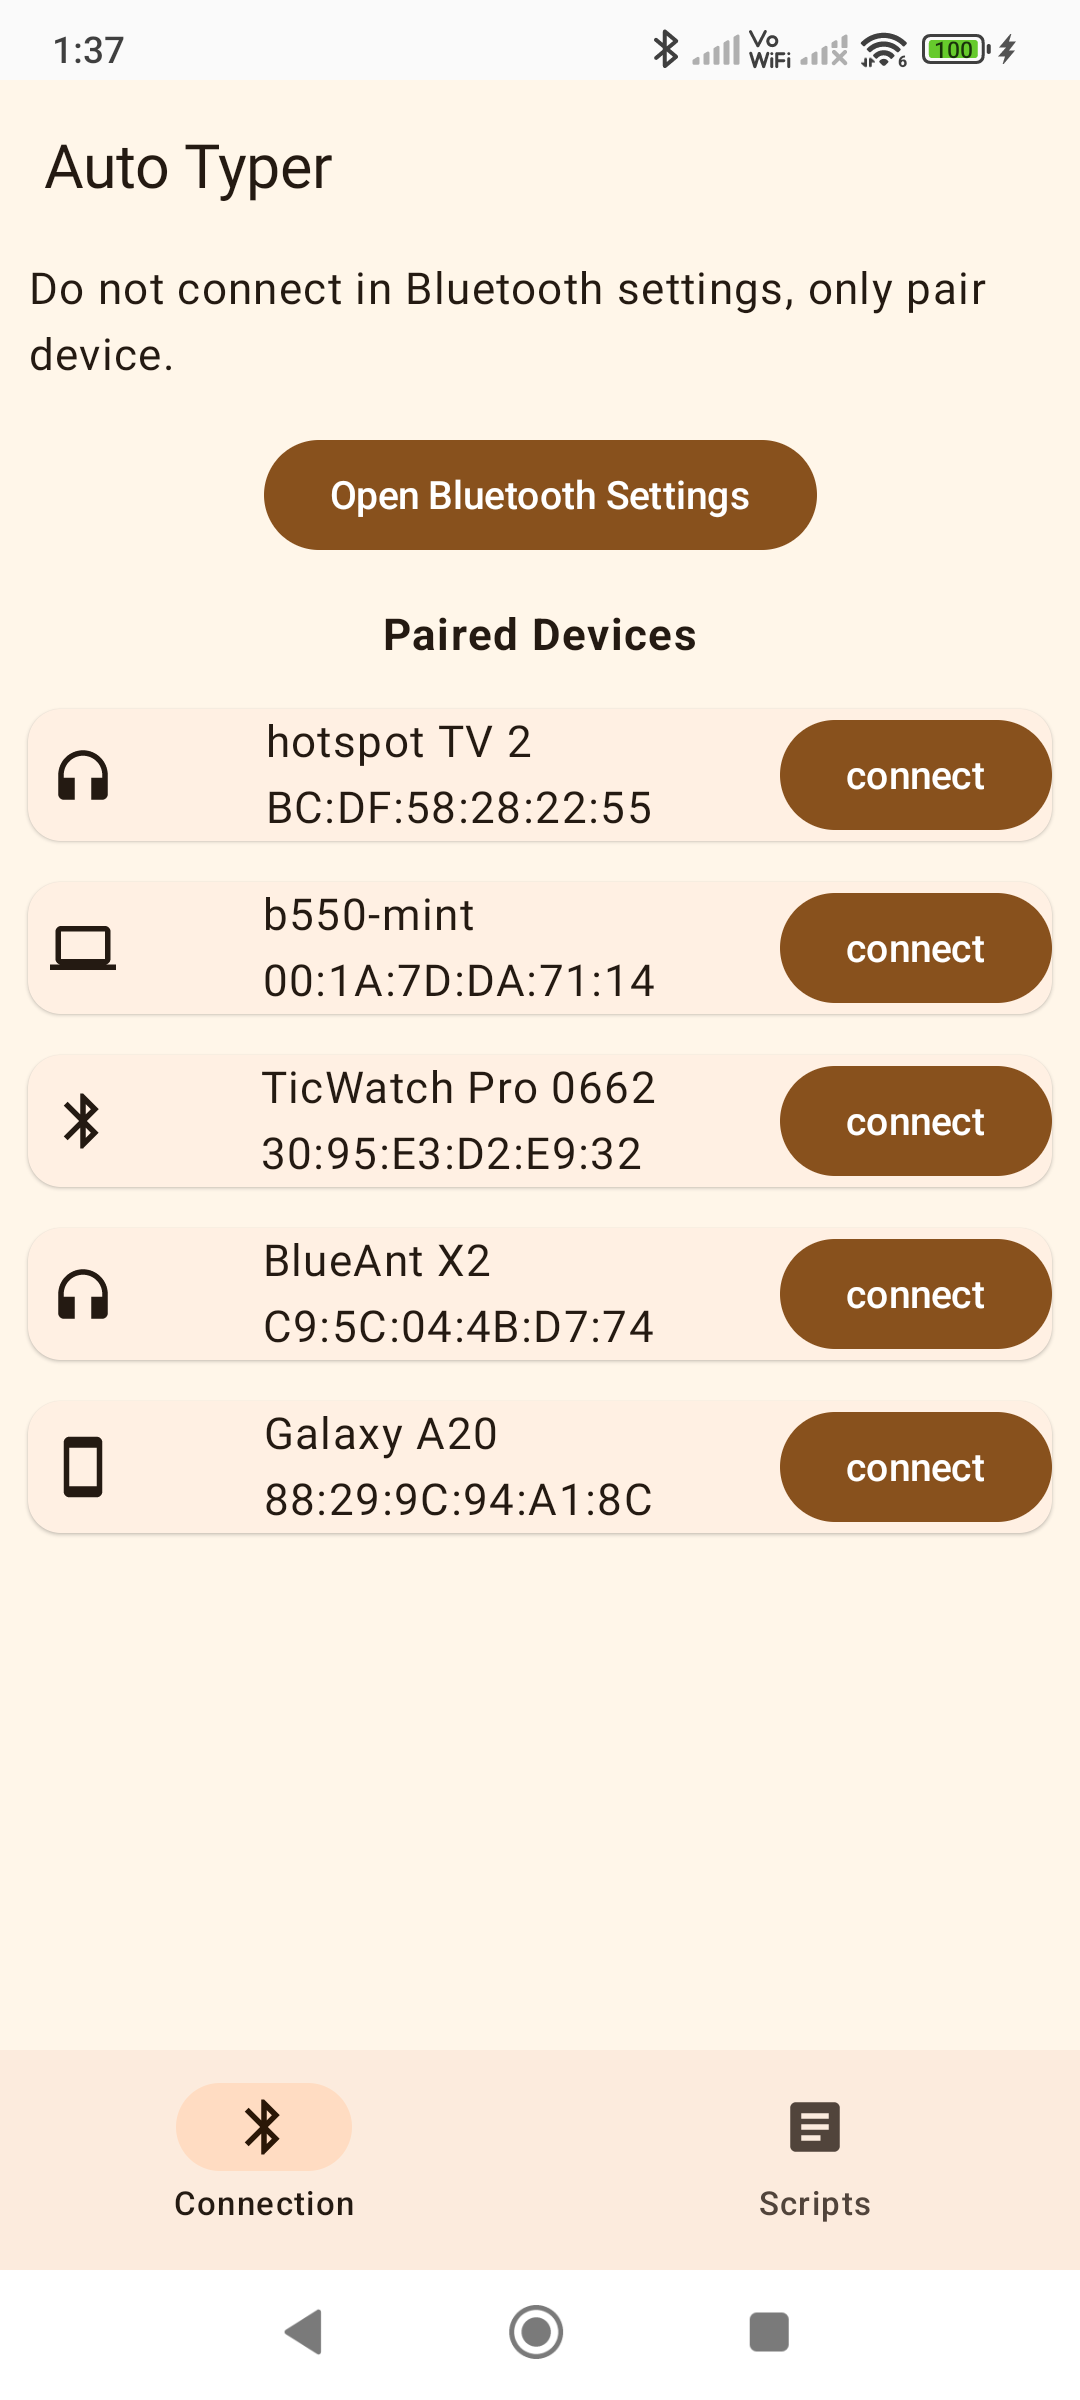 1:37
Vo
WiFi
6
100
Auto Typer
Do not connect in Bluetooth settings, only pair
device.
Open Bluetooth Settings
Paired Devices
hotspot TV 2
BC:DF:58:28:22:55
connect
b550-mint
00:1A:7D:DA:71:14
connect
TicWatch Pro 0662
30:95:E3:D2:E9:32
connect
BlueAnt X2
C9:5C:04:4B:D7:74
connect
Galaxy A20
88:29:9C:94:A1:8C
connect
Connection
Scripts